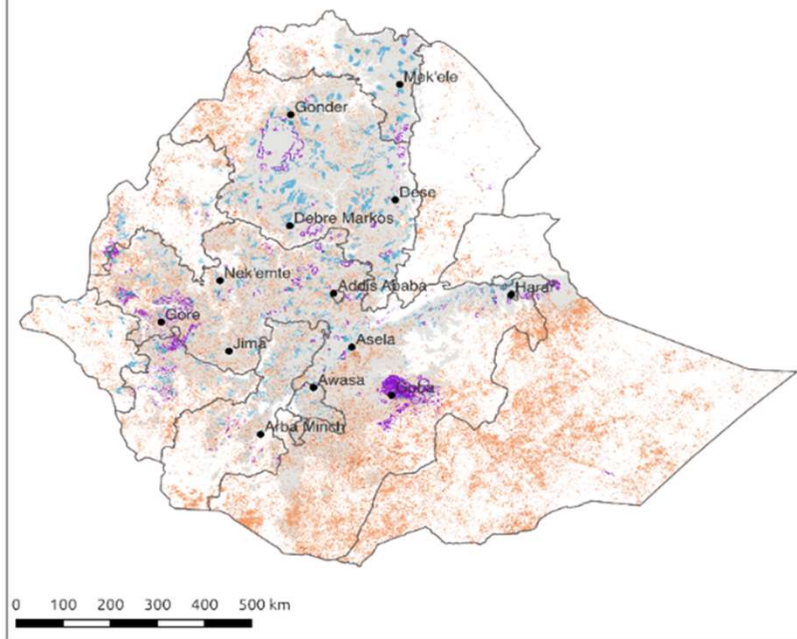 Mek'ele
Gonder
Dese
Debre Markos
Nek'emte
Addis Ababa
Harar
Gore
Asela
Jima
Awasa
Goba
Arba Minch
0 100 200 300 400 500 km